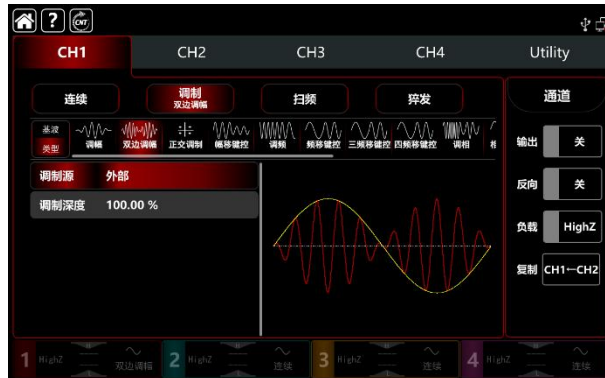 ? CNT
CH1 CH2 CH3 CH4 Utility
连续 调制 扫频 猝发 通道
双边调幅
基波
类型 调幅 双边调幅 正交调制 幅移键控 调频 频移键控 三频移键控 四频移键控 调相
输出 关
调制源 外部
反向 关
调制深度 100.00 %
负载 HighZ
复制 CH1←CH2
1 HighZ 双边调幅 2 HighZ 连续 3 HighZ 连续 4 HighZ 连续